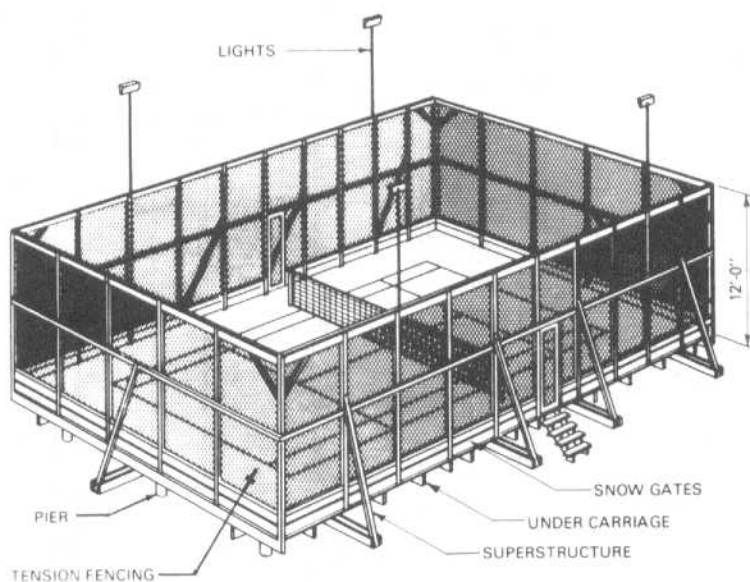 LIGHTS
12'-0"
SNOW GATES
PIER
UNDER CARRIAGE
SUPERSTRUCTURE
TENSION FENCING